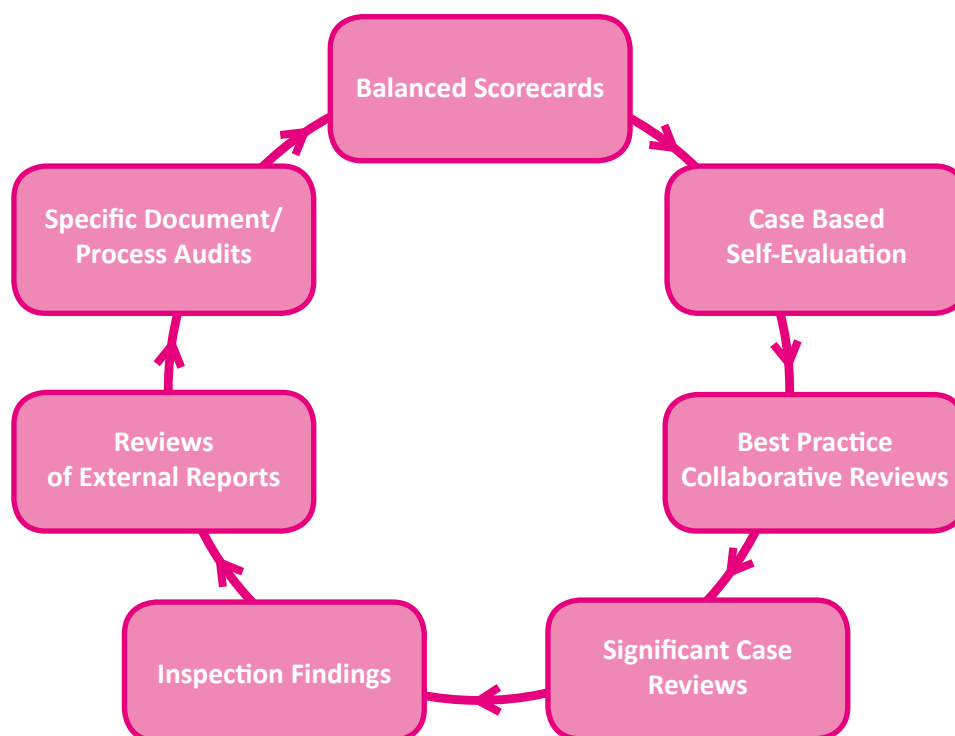 Balanced Scorecards
Case Based
Self-Evaluation
Best Practice
Collaborative Reviews
Significant Case
Reviews
Inspection Findings
Reviews
of External Reports
Specific Document/
Process Audits